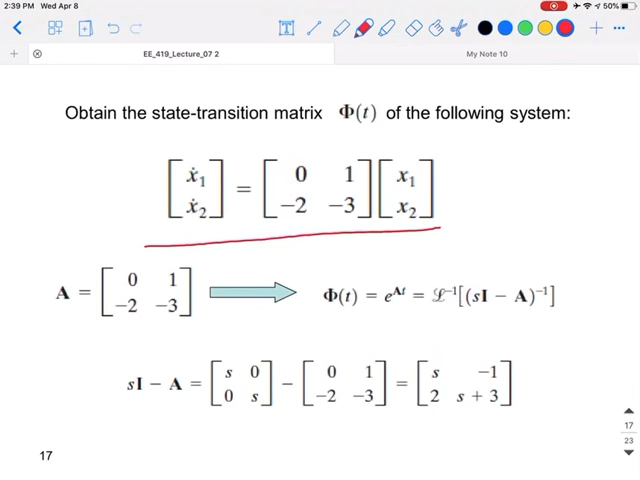 2:39 PM Wed Apr 8
50%
EE_419_Lecture_07 2
My Note 10
Obtain the state-transition matrix Φ(t) of the following system:
[ẋ₁ ẋ₂] = [0 1 −2 −3] [x₁ x₂]
A = [0 1 −2 −3]
Φ(t) = eᴬᵗ = ℒ⁻¹[(sI − A)⁻¹]
sI − A = [s 0 0 s] − [0 1 −2 −3] = [s −1 2 s + 3]
17
23
17